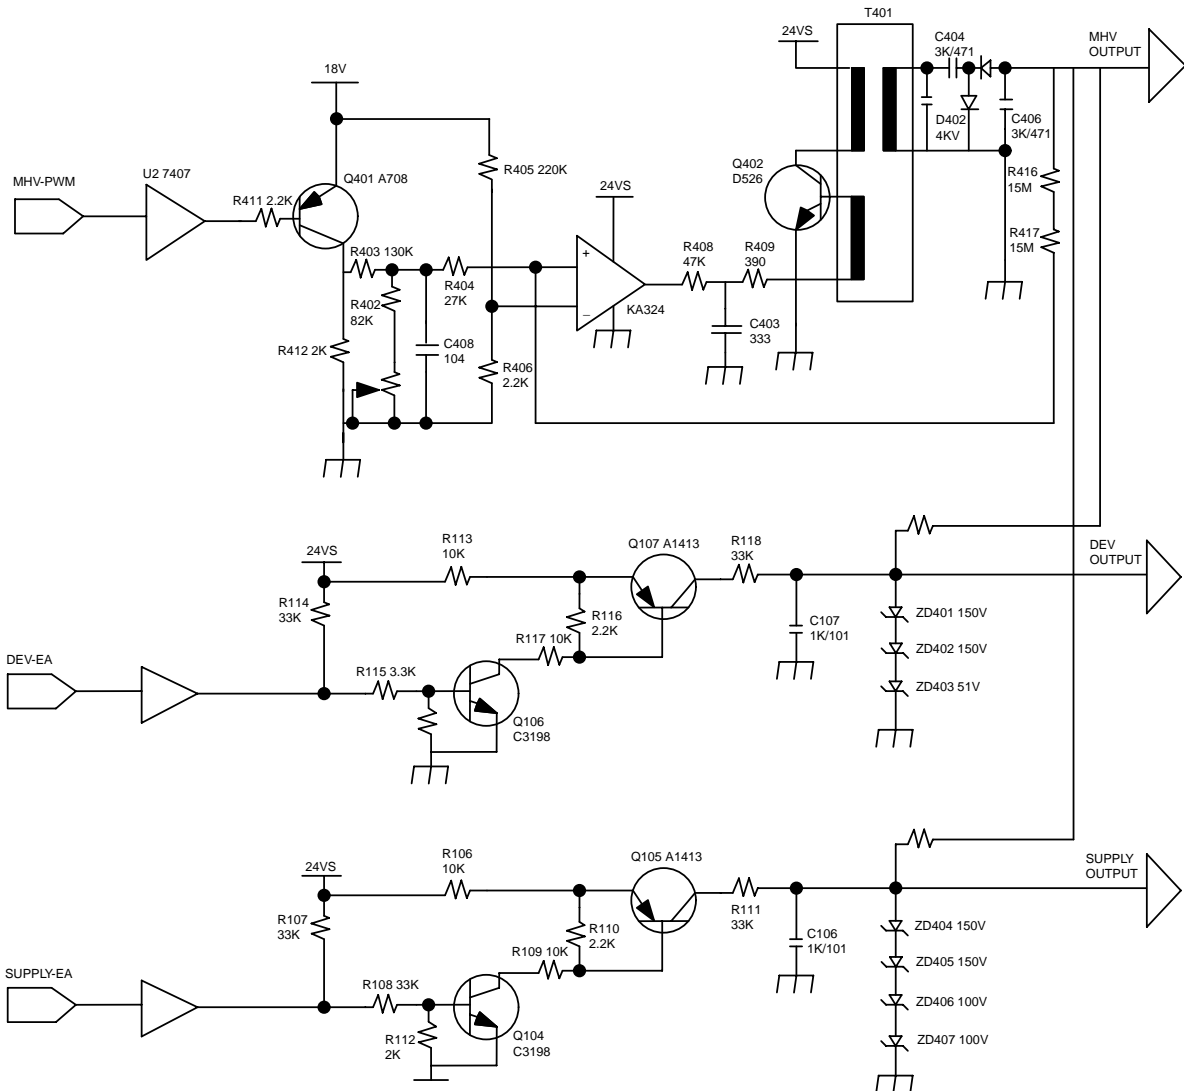 T401
24VS
C404
3K/471
MHV
OUTPUT
18V
D402
4KV
C406
3K/471
MHV-PWM
U2 7407
Q401 A708
R405 220K
Q402
D526
R416
15M
24VS
R411 2.2K
R417
15M
R403 130K
R404
27K
+
−
KA324
R408
47K
R409
390
R402
82K
C403
333
R412 2K
C408
104
R406
2.2K
R113
10K
Q107 A1413
R118
33K
DEV
OUTPUT
24VS
R114
33K
R116
2.2K
C107
1K/101
ZD401 150V
R117 10K
ZD402 150V
DEV-EA
R115 3.3K
ZD403 51V
Q106
C3198
R106
10K
Q105 A1413
SUPPLY
OUTPUT
24VS
R111
33K
R107
33K
R110
2.2K
C106
1K/101
ZD404 150V
R109 10K
ZD405 150V
SUPPLY-EA
R108 33K
ZD406 100V
R112
2K
Q104
C3198
ZD407 100V